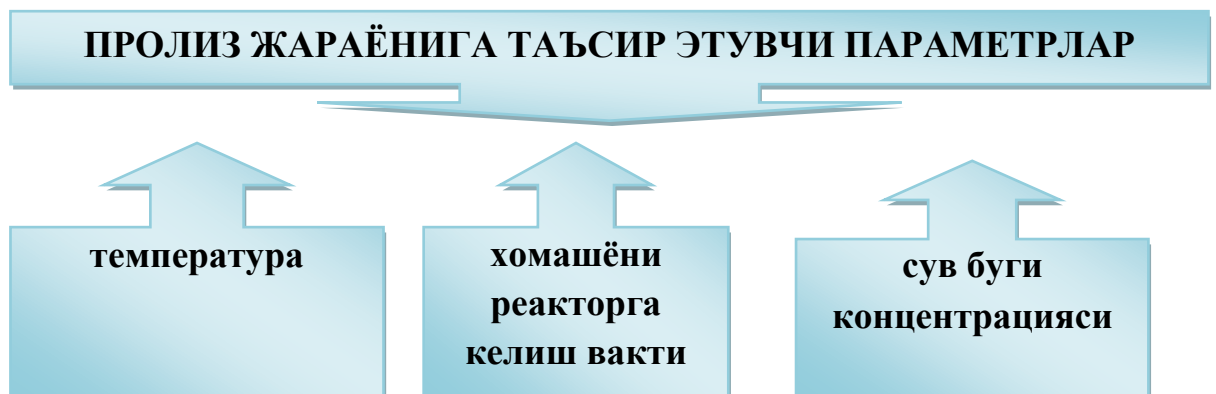 ПРОЛИЗ ЖАРАЁНИГА ТАЪСИР ЭТУВЧИ ПАРАМЕТРЛАР
температура
хомашёни
реакторга
келиш вакти
сув буги
концентрацияси